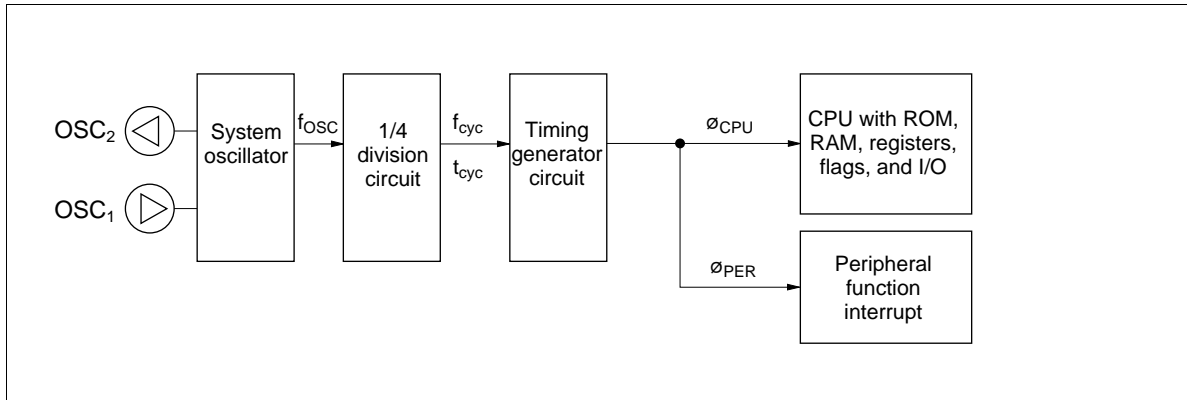 OSC2
OSC1
System
oscillator
fOSC
1/4
division
circuit
fcyc
tcyc
Timing
generator
circuit
øCPU
CPU with ROM,
RAM, registers,
flags, and I/O
øPER
Peripheral
function
interrupt